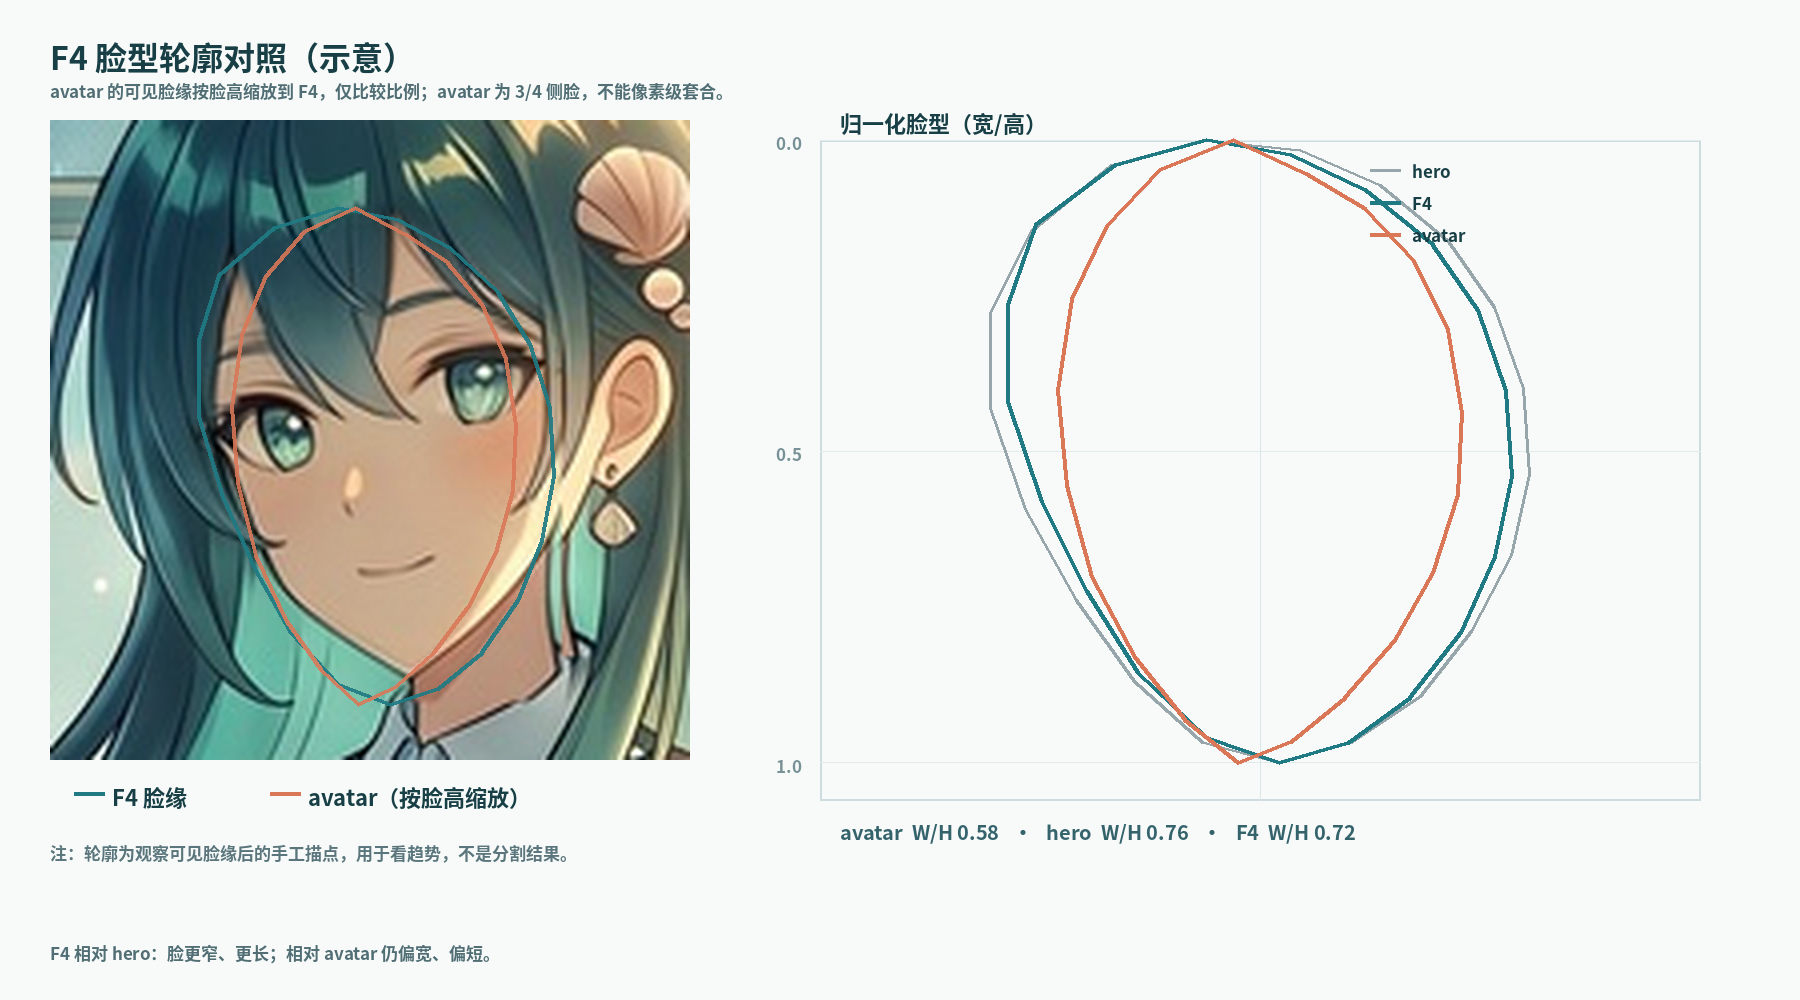 F4 脸型轮廓对照（示意）
avatar 的可见脸缘按脸高缩放到 F4，仅比较比例；avatar 为 3/4 侧脸，不能像素级套合。
归一化脸型（宽/高）
0.0
0.5
1.0
hero
F4
avatar
F4 脸缘
avatar（按脸高缩放）
avatar W/H 0.58 • hero W/H 0.76 • F4 W/H 0.72
注：轮廓为观察可见脸缘后的手工描点，用于看趋势，不是分割结果。
F4 相对 hero：脸更窄、更长；相对 avatar 仍偏宽、偏短。